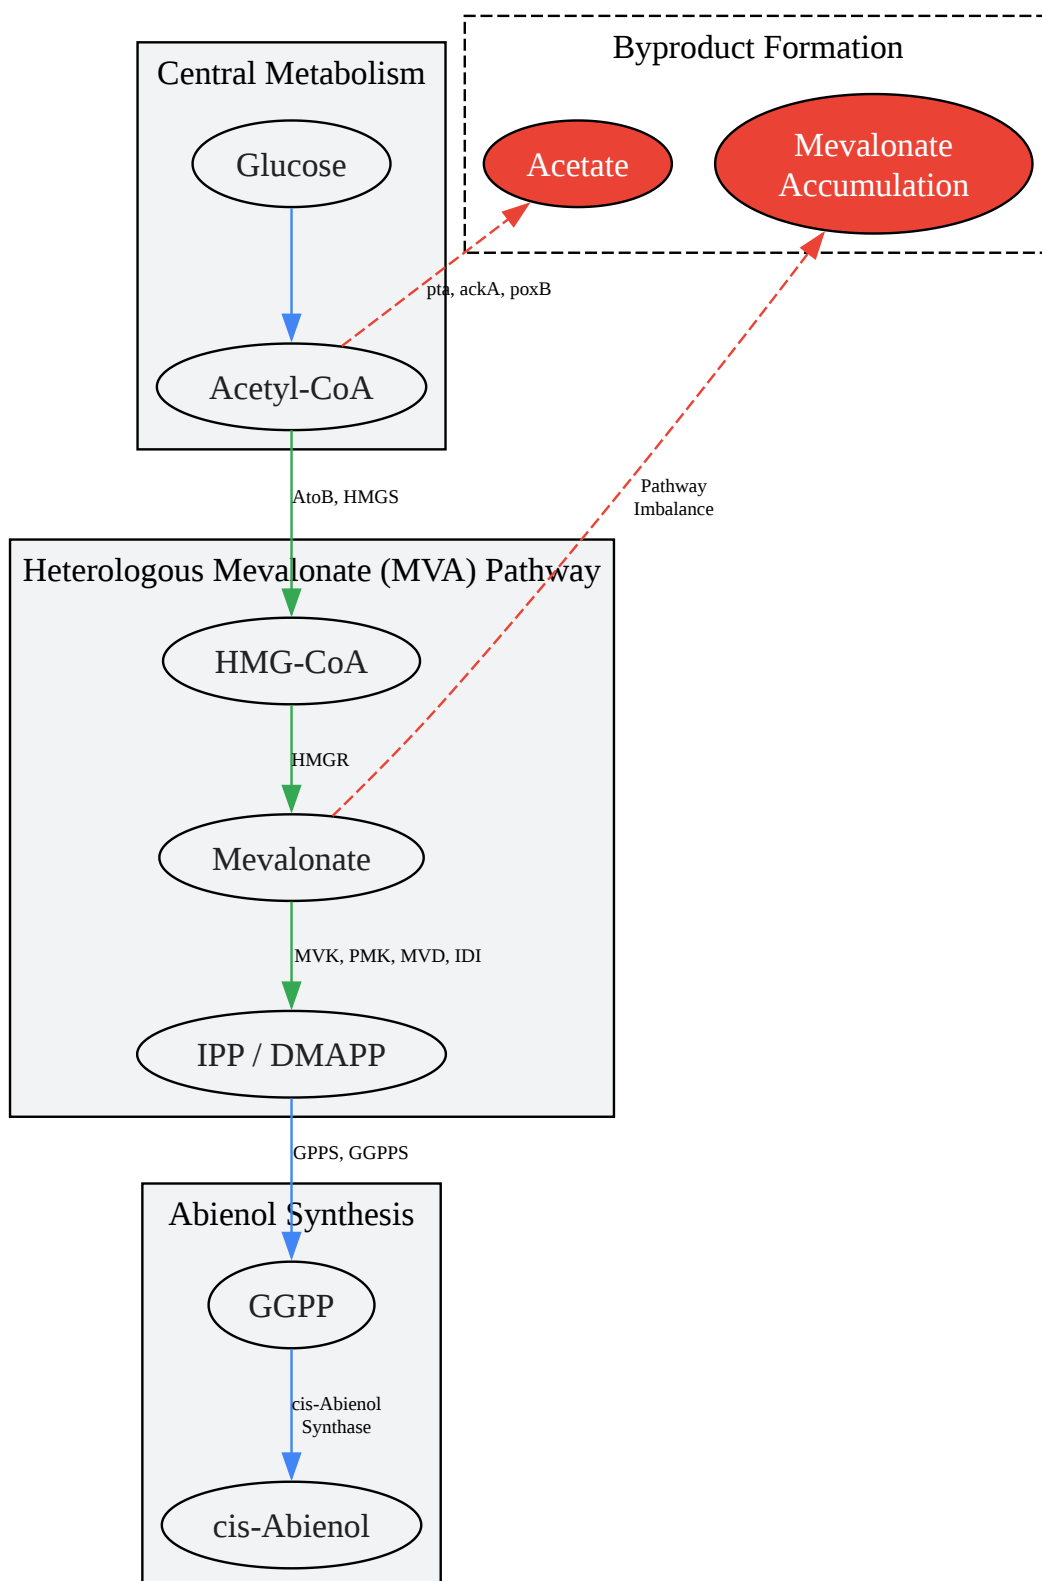 Byproduct Formation
Central Metabolism
Glucose
Acetate
Mevalonate
Accumulation
pta, ackA, poxB
Acetyl-CoA
AtoB, HMGS
Pathway
Imbalance
Heterologous Mevalonate (MVA) Pathway
HMG-CoA
HMGR
Mevalonate
MVK, PMK, MVD, IDI
IPP / DMAPP
GPPS, GGPPS
Abienol Synthesis
GGPP
cis-Abienol
Synthase
cis-Abienol